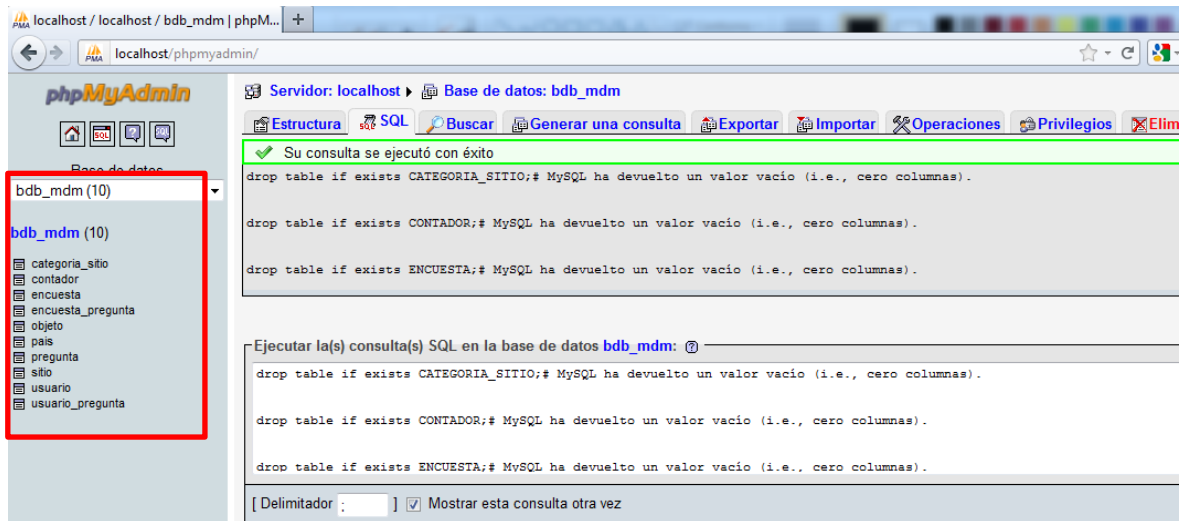 localhost / localhost / bdb_mdm | phpM...
localhost/phpmyadmin/
phpMyAdmin
Base de datos
bdb_mdm (10)
bdb_mdm (10)
categoria_sitio
contador
encuesta
encuesta_pregunta
objeto
pais
pregunta
sitio
usuario
usuario_pregunta
Servidor: localhost ▸ Base de datos: bdb_mdm
Estructura SQL Buscar Generar una consulta Exportar Importar Operaciones Privilegios Elim
Su consulta se ejecutó con éxito
drop table if exists CATEGORIA_SITIO;# MySQL ha devuelto un valor vacío (i.e., cero columnas).
drop table if exists CONTADOR;# MySQL ha devuelto un valor vacío (i.e., cero columnas).
drop table if exists ENCUESTA;# MySQL ha devuelto un valor vacío (i.e., cero columnas).
Ejecutar la(s) consulta(s) SQL en la base de datos bdb_mdm:
drop table if exists CATEGORIA_SITIO;# MySQL ha devuelto un valor vacío (i.e., cero columnas).
drop table if exists CONTADOR;# MySQL ha devuelto un valor vacío (i.e., cero columnas).
drop table if exists ENCUESTA;# MySQL ha devuelto un valor vacío (i.e., cero columnas).
[ Delimitador ; ] Mostrar esta consulta otra vez